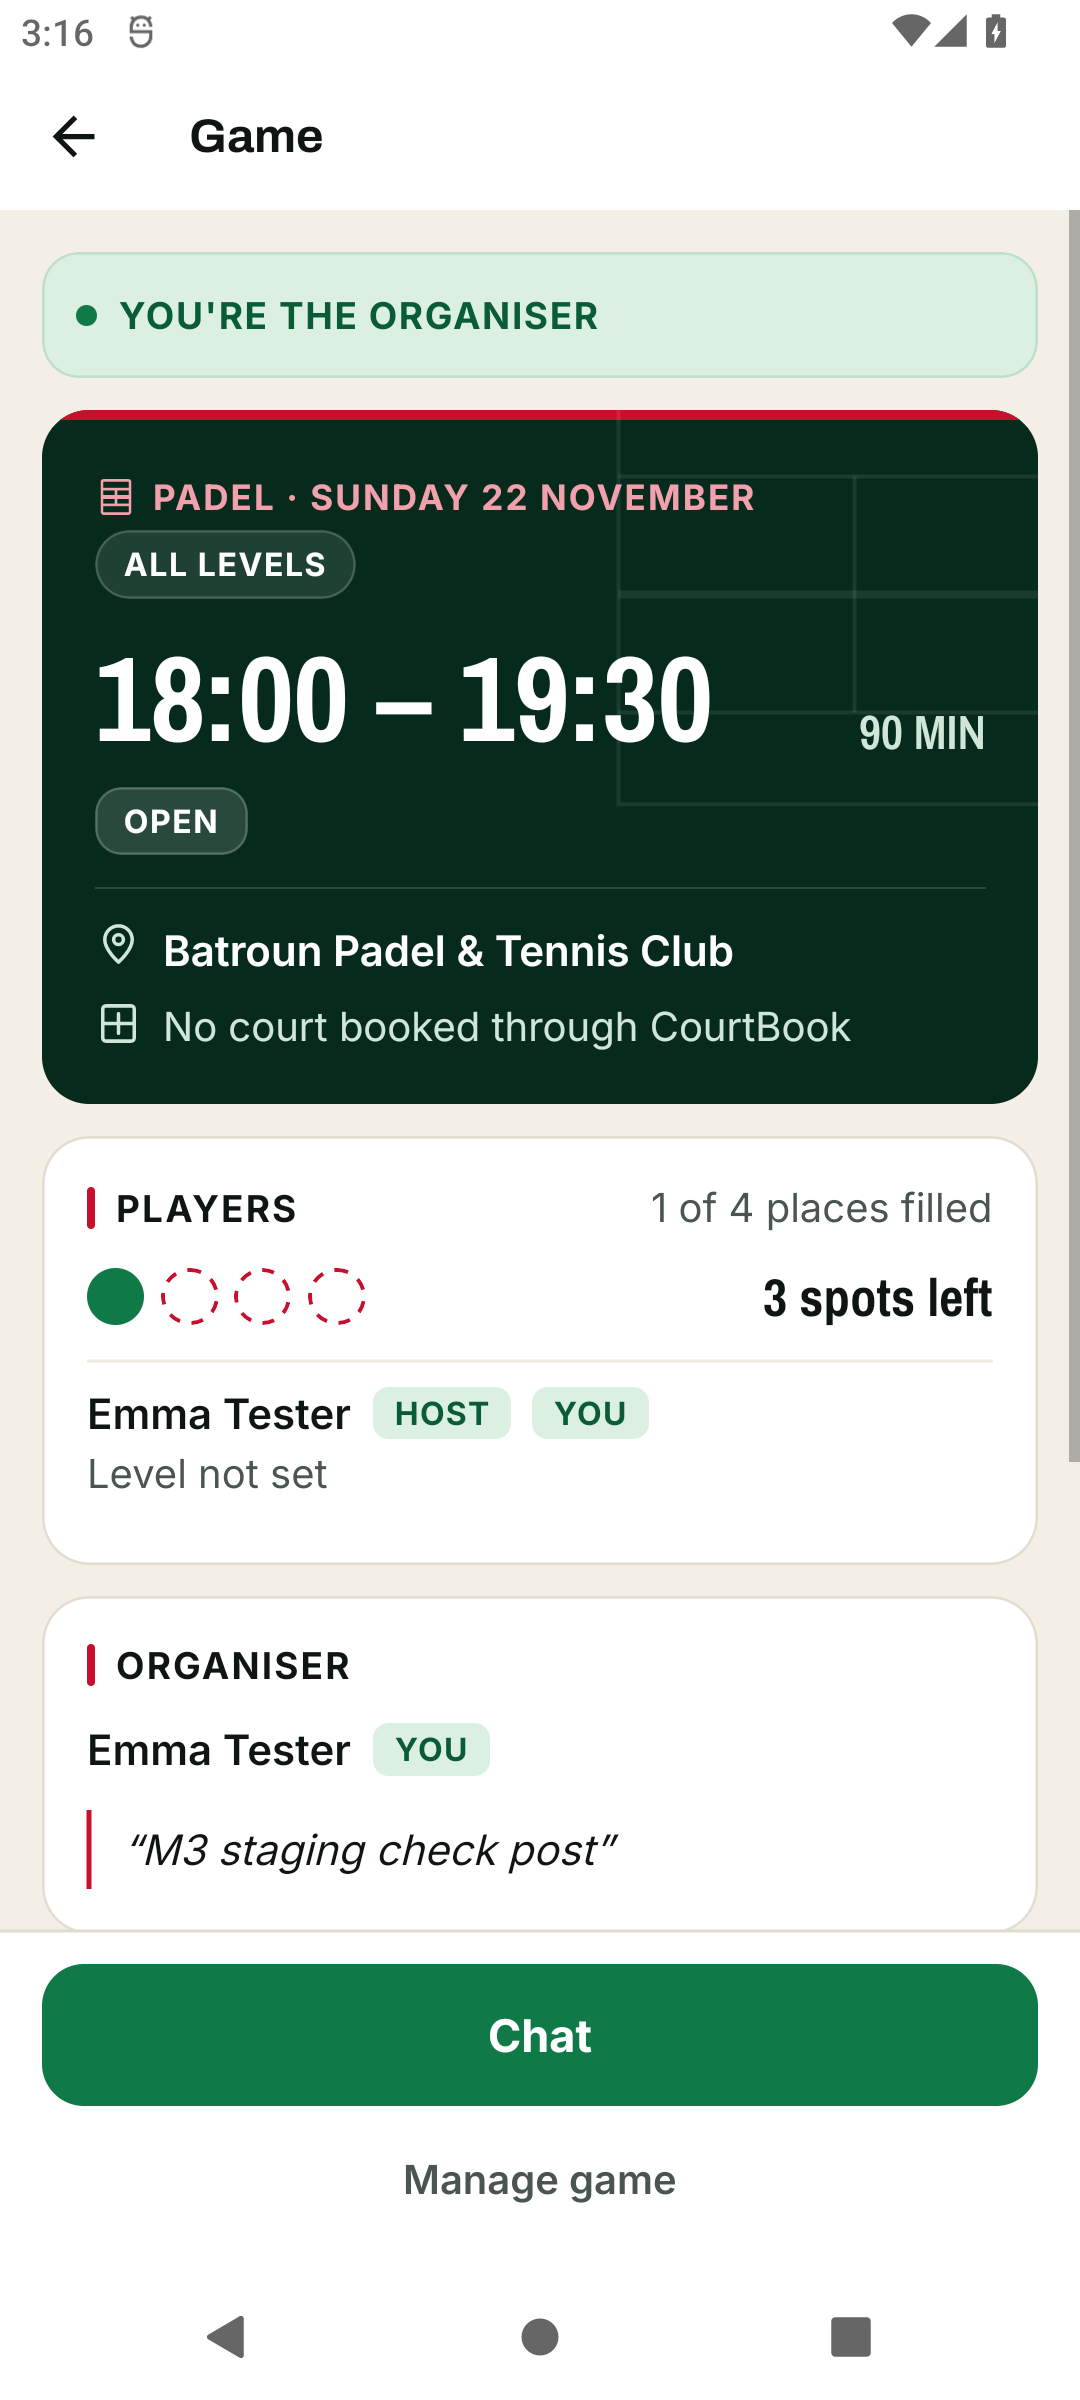 3:16
Game
YOU'RE THE ORGANISER
PADEL · SUNDAY 22 NOVEMBER
ALL LEVELS
18:00 – 19:30
90 MIN
OPEN
Batroun Padel & Tennis Club
No court booked through CourtBook
PLAYERS
1 of 4 places filled
3 spots left
Emma Tester HOST YOU
Level not set
ORGANISER
Emma Tester YOU
“M3 staging check post”
Chat
Manage game